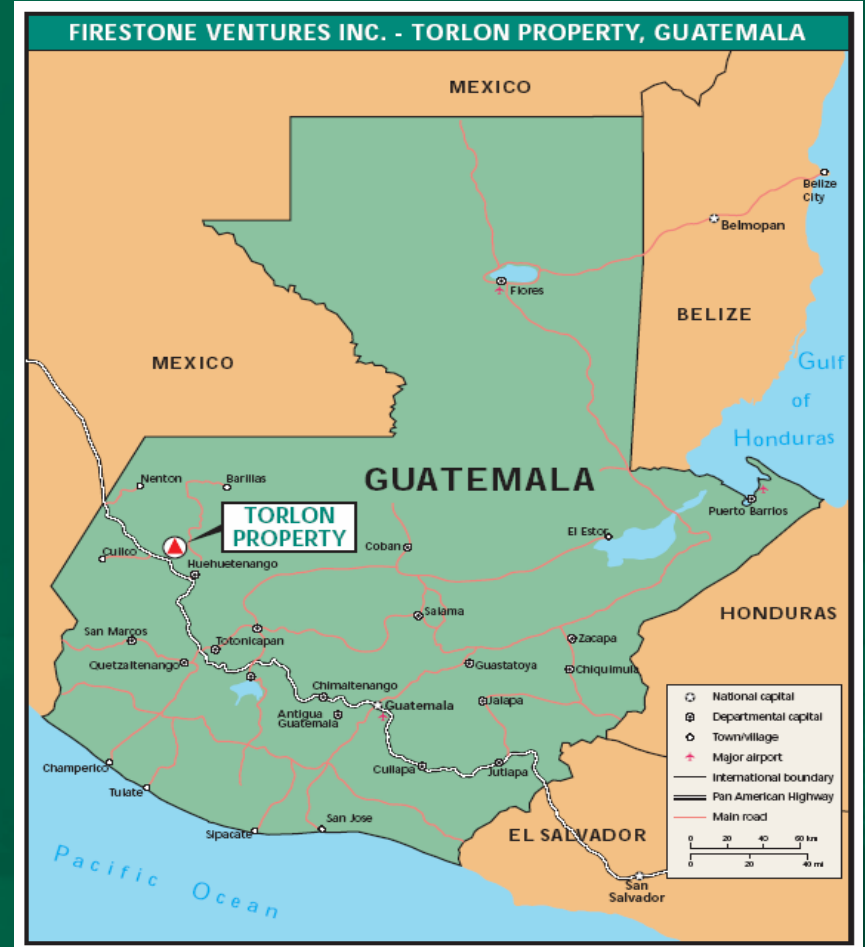 FIRESTONE VENTURES INC. - TORLON PROPERTY, GUATEMALA
MEXICO
Belize
City
Belmopan
Flores
BELIZE
MEXICO
Gulf
of
Honduras
GUATEMALA
Nenton
Barillas
TORLON
PROPERTY
Puerto Barrios
El Estor
Coban
Cuilco
Huehuetenango
Salama
HONDURAS
San Marcos
Totonicapan
Zacapa
Quetzaltenango
Guastatoya
Chiquimula
Chimaltenango
Guatemala
Jalapa
Antigua
Guatemala
Champerico
Cuilapa
Jutiapa
Tulate
San Jose
Sipacate
EL SALVADOR
Pacific Ocean
San
Salvador
National capital
Departmental capital
Town/village
Major airport
International boundary
Pan American Highway
Main road
0 20 40 60 km
0 20 40 mi